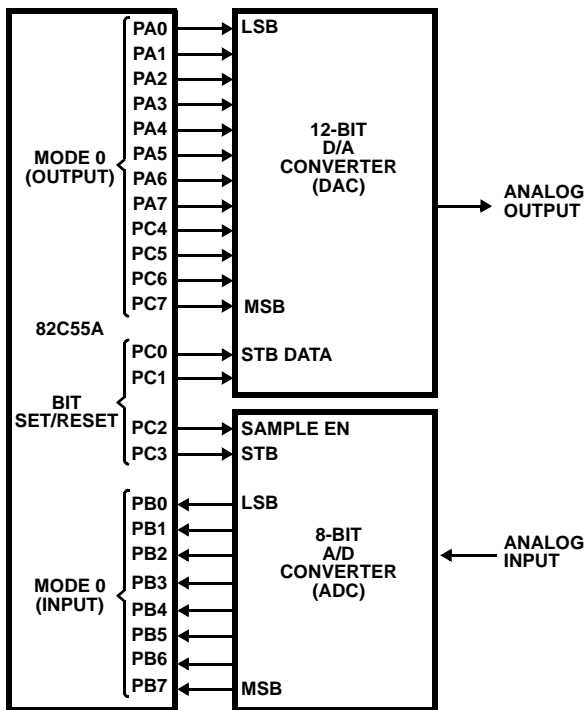 PA0 LSB
PA1
PA2
PA3
PA4
PA5
PA6
PA7
PC4
PC5
PC6
PC7 MSB
MODE 0
(OUTPUT)
12-BIT
D/A
CONVERTER
(DAC)
ANALOG
OUTPUT
82C55A
PC0 STB DATA
PC1
BIT
SET/RESET
PC2 SAMPLE EN
PC3 STB
PB0 LSB
PB1
PB2
PB3
PB4
PB5
PB6
PB7 MSB
MODE 0
(INPUT)
8-BIT
A/D
CONVERTER
(ADC)
ANALOG
INPUT